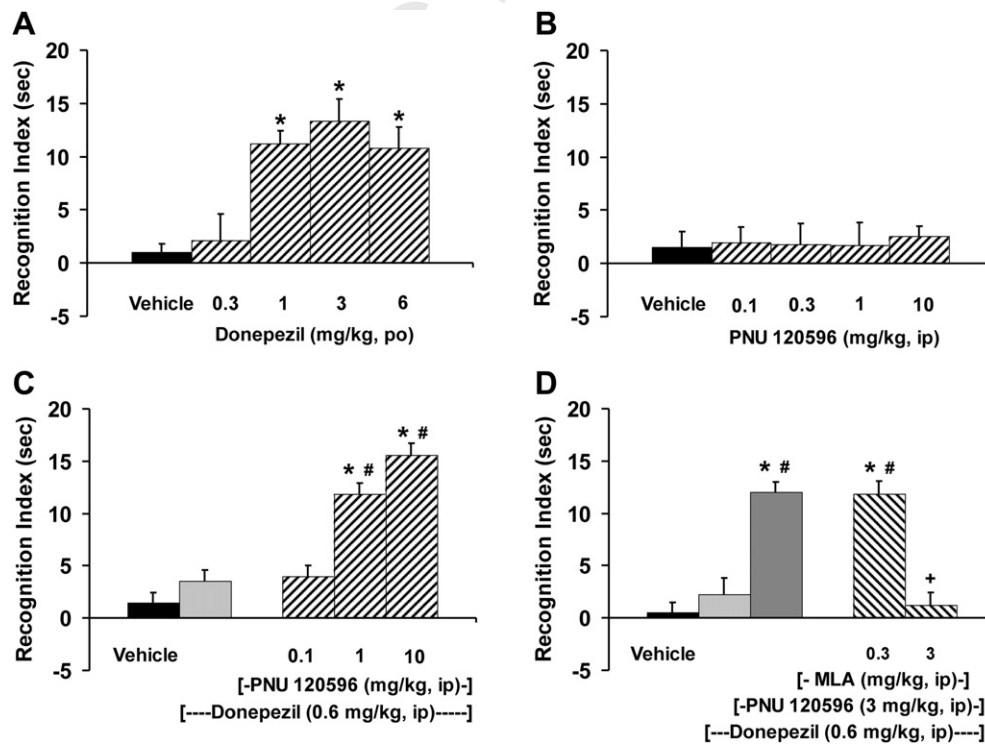 A
Recognition Index (sec)
20
15
10
5
0
-5
*
*
*
Vehicle 0.3 1 3 6
Donepezil (mg/kg, po)
B
Recognition Index (sec)
20
15
10
5
0
-5
Vehicle 0.1 0.3 1 10
PNU 120596 (mg/kg, ip)
C
Recognition Index (sec)
20
15
10
5
0
-5
* #
* #
Vehicle 0.1 1 10
[-PNU 120596 (mg/kg, ip)-]
[----Donepezil (0.6 mg/kg, ip)-----]
D
Recognition Index (sec)
20
15
10
5
0
-5
* #
* #
+
Vehicle 0.3 3
[- MLA (mg/kg, ip)-]
[-PNU 120596 (3 mg/kg, ip)-]
[---Donepezil (0.6 mg/kg, ip)----]